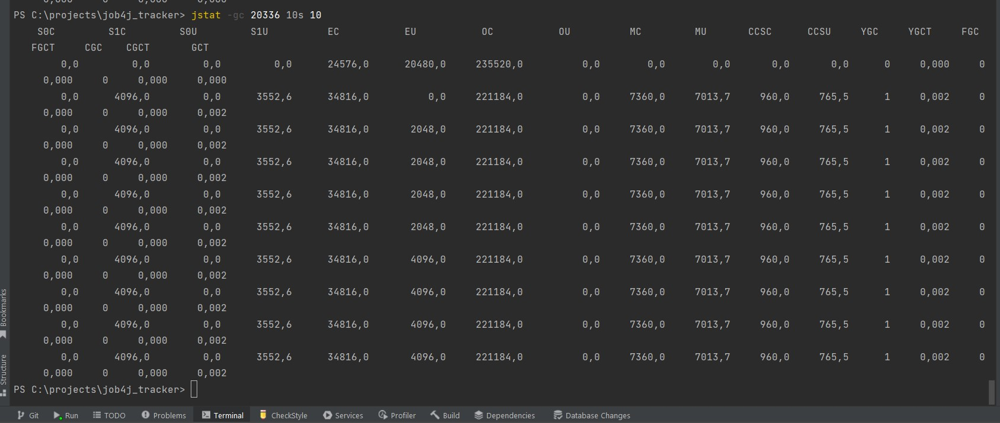 PS C:\projects\job4j_tracker> jstat -gc 20336 10s 10
S0C S1C S0U S1U EC EU OC OU MC MU CCSC CCSU YGC YGCT FGC
FGCT CGC CGCT GCT
0,0 0,0 0,0 0,0 24576,0 20480,0 235520,0 0,0 0,0 0,0 0,0 0,0 0 0,000 0
0,000 0 0,000 0,000
0,0 4096,0 0,0 3552,6 34816,0 0,0 221184,0 0,0 7360,0 7013,7 960,0 765,5 1 0,002 0
0,000 0 0,000 0,002
0,0 4096,0 0,0 3552,6 34816,0 2048,0 221184,0 0,0 7360,0 7013,7 960,0 765,5 1 0,002 0
0,000 0 0,000 0,002
0,0 4096,0 0,0 3552,6 34816,0 2048,0 221184,0 0,0 7360,0 7013,7 960,0 765,5 1 0,002 0
0,000 0 0,000 0,002
0,0 4096,0 0,0 3552,6 34816,0 2048,0 221184,0 0,0 7360,0 7013,7 960,0 765,5 1 0,002 0
0,000 0 0,000 0,002
0,0 4096,0 0,0 3552,6 34816,0 2048,0 221184,0 0,0 7360,0 7013,7 960,0 765,5 1 0,002 0
0,000 0 0,000 0,002
0,0 4096,0 0,0 3552,6 34816,0 4096,0 221184,0 0,0 7360,0 7013,7 960,0 765,5 1 0,002 0
0,000 0 0,000 0,002
0,0 4096,0 0,0 3552,6 34816,0 4096,0 221184,0 0,0 7360,0 7013,7 960,0 765,5 1 0,002 0
0,000 0 0,000 0,002
0,0 4096,0 0,0 3552,6 34816,0 4096,0 221184,0 0,0 7360,0 7013,7 960,0 765,5 1 0,002 0
0,000 0 0,000 0,002
0,0 4096,0 0,0 3552,6 34816,0 4096,0 221184,0 0,0 7360,0 7013,7 960,0 765,5 1 0,002 0
0,000 0 0,000 0,002
PS C:\projects\job4j_tracker>
Bookmarks
Structure
Git Run TODO Problems Terminal CheckStyle Services Profiler Build Dependencies Database Changes